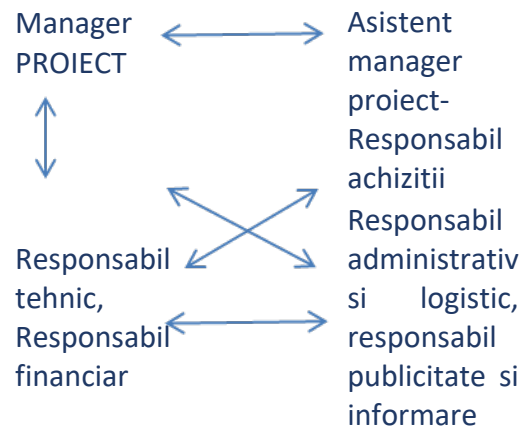 Manager
PROIECT
Asistent
manager
proiect-
Responsabil
achizitii
Responsabil
tehnic,
Responsabil
financiar
Responsabil
administrativ
si logistic,
responsabil
publicitate si
informare